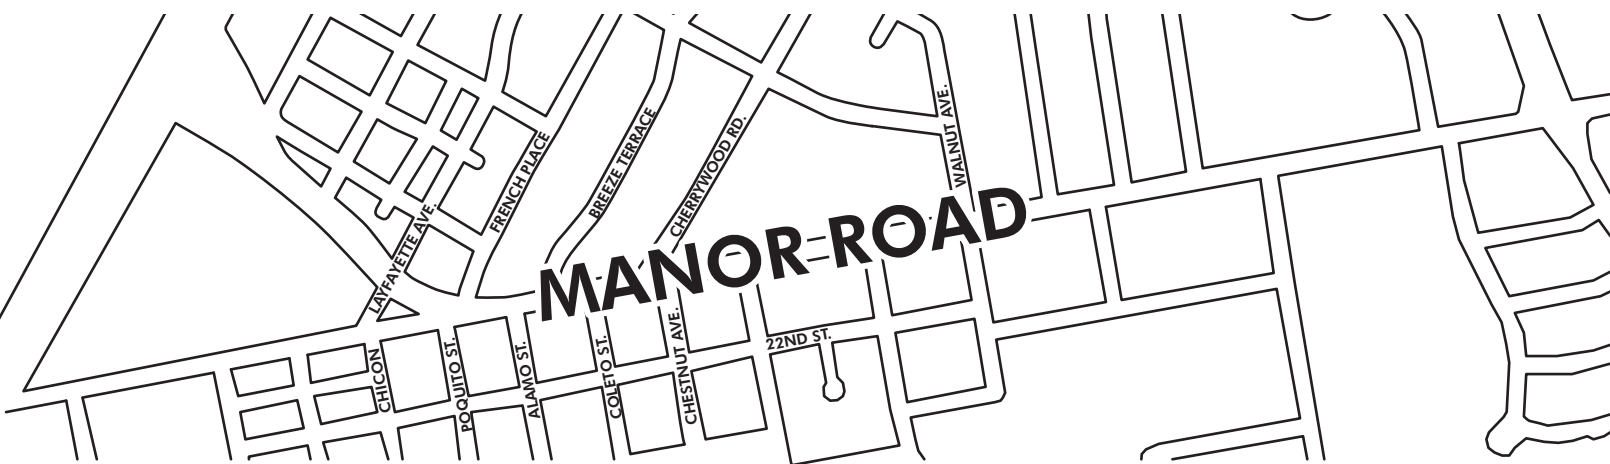 WALNUT AVE.
FRENCH PLACE
BREEZE TERRACE
CHERRYWOOD RD.
LAYFAYETTE AVE.
MANOR ROAD
22ND ST.
CHICON
POQUITO ST.
ALAMO ST.
COLETO ST.
CHESTNUT AVE.